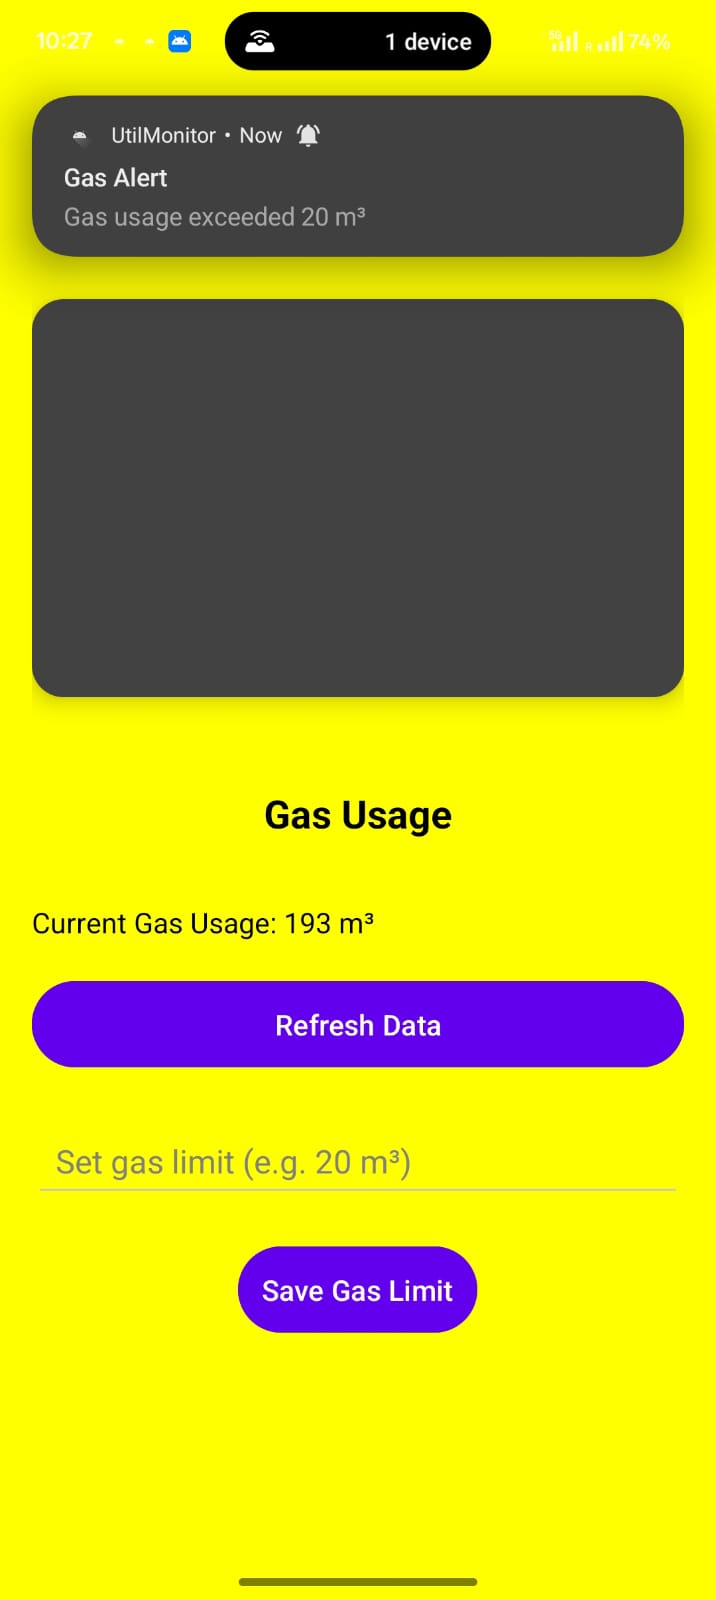 10:27 1 device 5G R 74%
UtilMonitor • Now
Gas Alert
Gas usage exceeded 20 m³
Gas Usage
Current Gas Usage: 193 m³
Refresh Data
Set gas limit (e.g. 20 m³)
Save Gas Limit